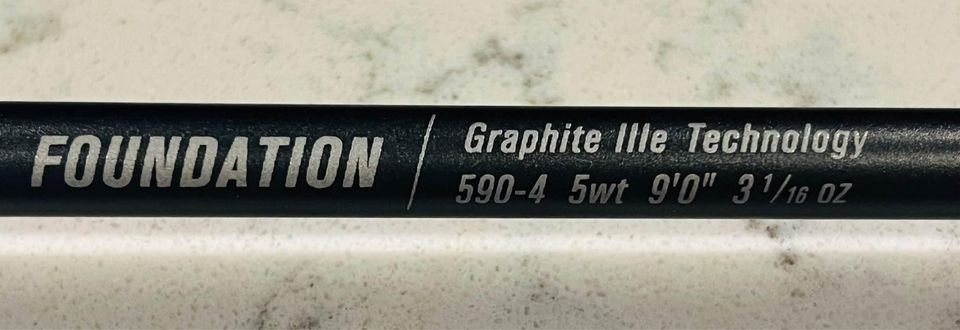 FOUNDATION / Graphite IIIe Technology
590-4 5wt 9'0" 3 1/16 oz